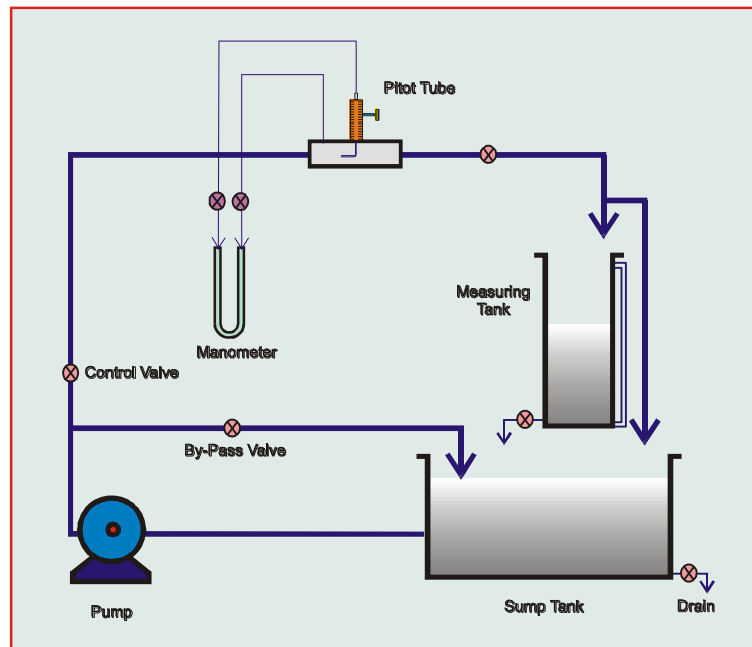 Pitot Tube
Measuring
Tank
Manometer
Control Valve
By-Pass Valve
Pump
Sump Tank
Drain